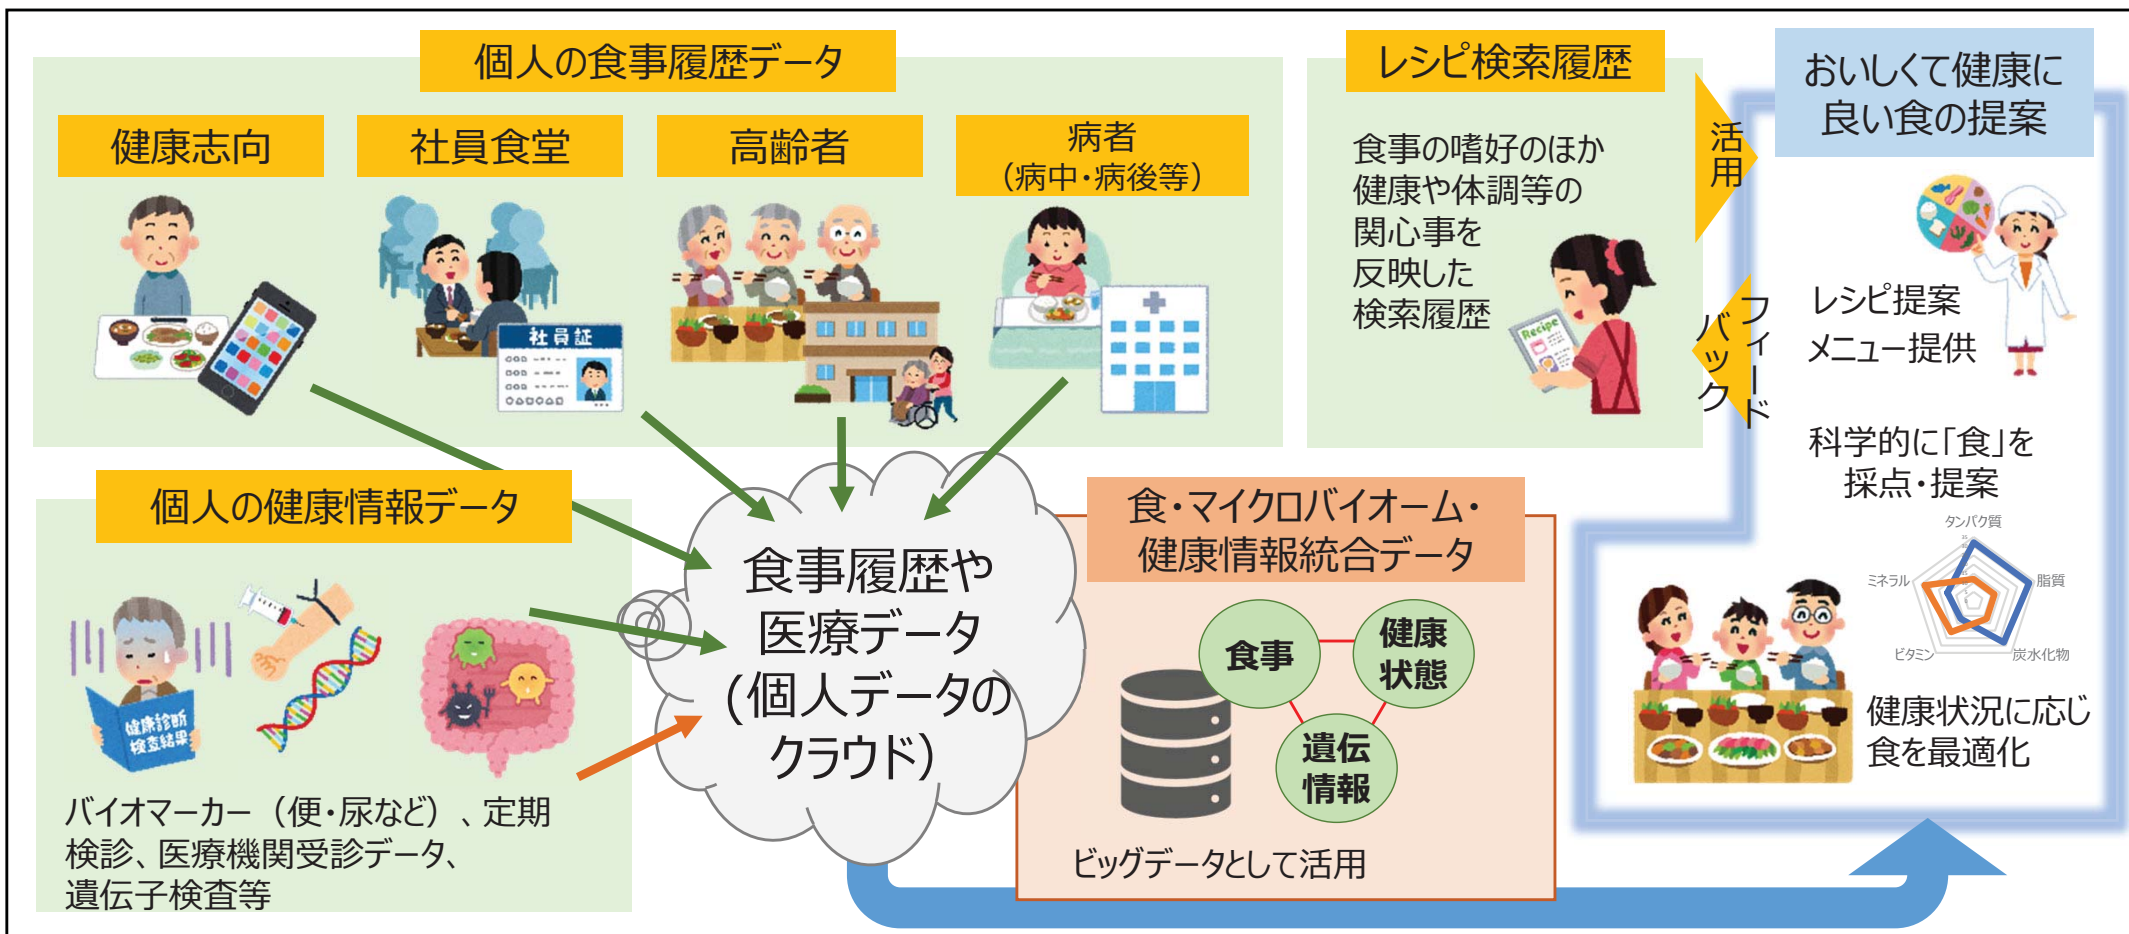 個人の食事履歴データ
健康志向
社員食堂
高齢者
病者
（病中・病後等）
社員証
レシピ検索履歴
食事の嗜好のほか
健康や体調等の
関心事を
反映した
検索履歴
Recipe
活用
フィード
バック
おいしくて健康に
良い食の提案
レシピ提案
メニュー提供
科学的に「食」を
採点・提案
タンパク質
脂質
炭水化物
ビタミン
ミネラル
健康状況に応じ
食を最適化
個人の健康情報データ
健康診断
検査結果
バイオマーカー（便・尿など）、定期
検診、医療機関受診データ、
遺伝子検査等
食事履歴や
医療データ
(個人データの
クラウド)
食・マイクロバイオーム・
健康情報統合データ
食事
健康
状態
遺伝
情報
ビッグデータとして活用